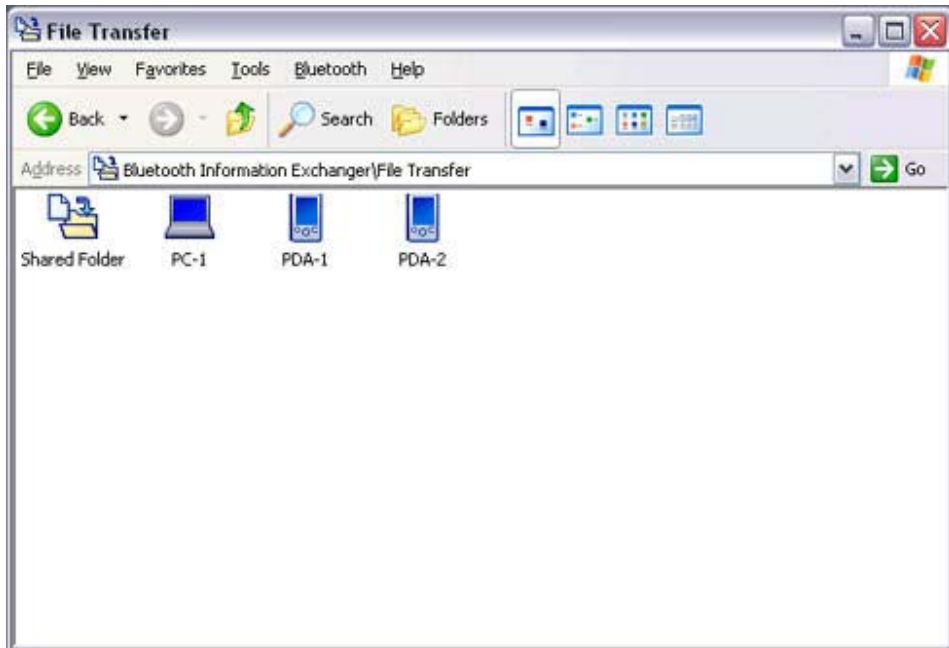 File Transfer
File View Favorites Tools Bluetooth Help
Back Search Folders
Address Bluetooth Information Exchanger\File Transfer Go
Shared Folder PC-1 PDA-1 PDA-2